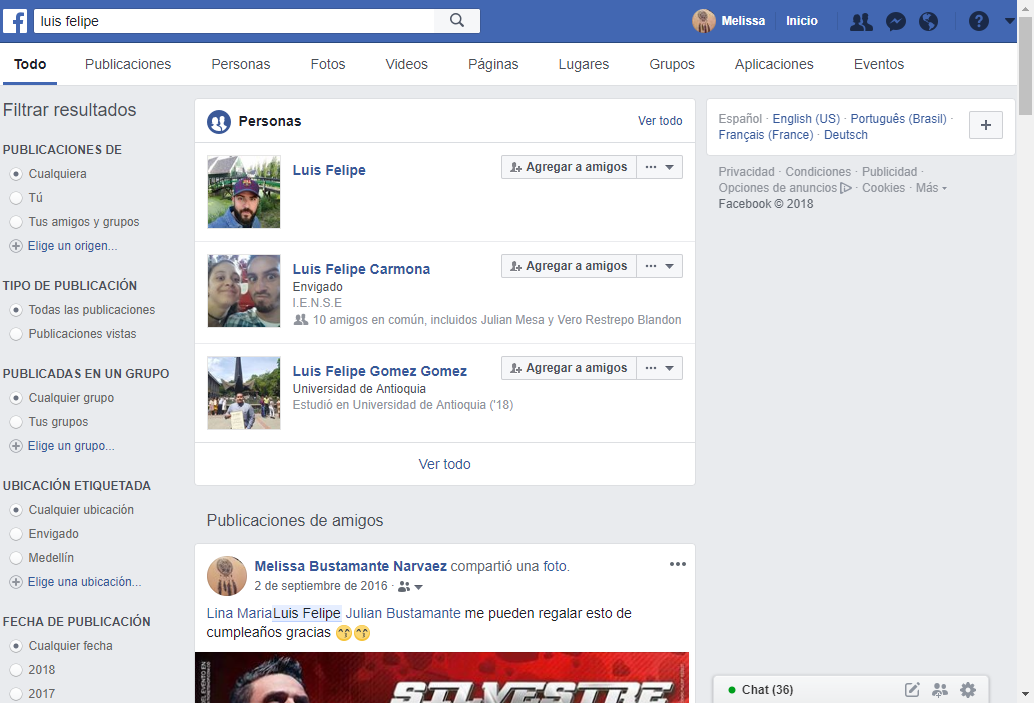 luis felipe
Melissa
Inicio
Todo
Publicaciones
Personas
Fotos
Videos
Páginas
Lugares
Grupos
Aplicaciones
Eventos
Filtrar resultados
PUBLICACIONES DE
Cualquiera
Tú
Tus amigos y grupos
Elige un origen...
TIPO DE PUBLICACIÓN
Todas las publicaciones
Publicaciones vistas
PUBLICADAS EN UN GRUPO
Cualquier grupo
Tus grupos
Elige un grupo...
UBICACIÓN ETIQUETADA
Cualquier ubicación
Envigado
Medellín
Elige una ubicación...
FECHA DE PUBLICACIÓN
Cualquier fecha
2018
2017
Personas
Ver todo
Luis Felipe
Agregar a amigos
Luis Felipe Carmona
Agregar a amigos
Envigado
I.E.N.S.E
10 amigos en común, incluidos Julian Mesa y Vero Restrepo Blandon
Luis Felipe Gomez Gomez
Agregar a amigos
Universidad de Antioquia
Estudió en Universidad de Antioquia ('18)
Ver todo
Publicaciones de amigos
Melissa Bustamante Narvaez compartió una foto.
2 de septiembre de 2016 ·
Lina MariaLuis Felipe Julian Bustamante me pueden regalar esto de
cumpleaños gracias 😙😙
SILVESTRE
Español · English (US) · Português (Brasil) ·
Français (France) · Deutsch
Privacidad · Condiciones · Publicidad ·
Opciones de anuncios · Cookies · Más
Facebook © 2018
Chat (36)